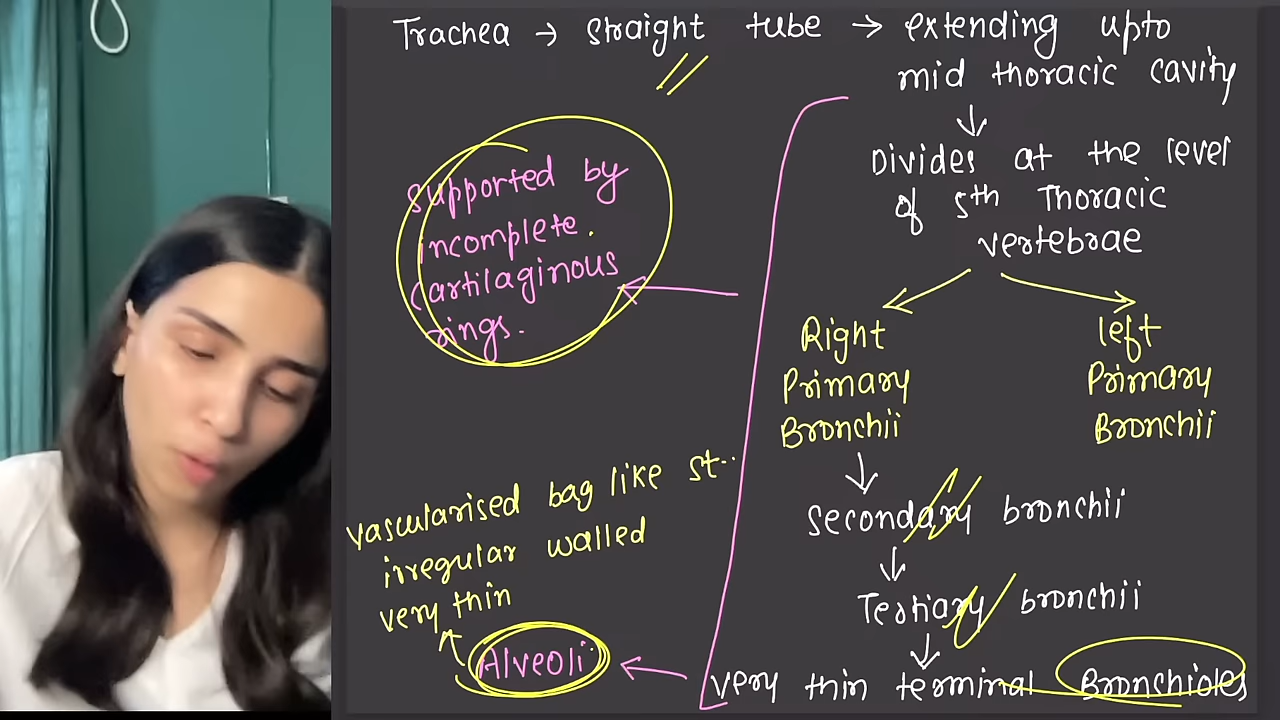 Trachea → straight tube → extending upto
mid thoracic cavity
↓
Divides at the level
of 5th Thoracic
vertebrae
supported by
incomplete.
cartilaginous
rings.
Right
Primary
Bronchii
left
Primary
Bronchii
↓
secondary bronchii
↓
Tertiary bronchii
↓
very thin terminal Bronchioles
Alveoli
vascularised bag like st..
irregular walled
very thin